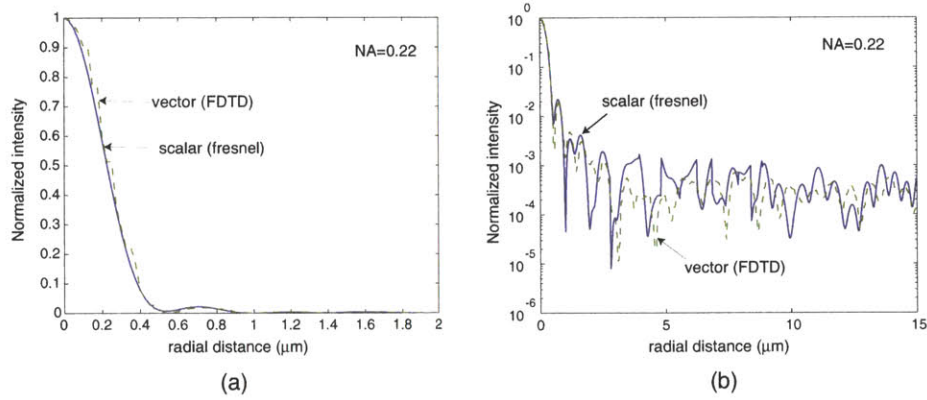 1
0.9
0.8
0.7
0.6
0.5
0.4
0.3
0.2
0.1
0
Normalized intensity
NA=0.22
vector (FDTD)
scalar (fresnel)
0 0.2 0.4 0.6 0.8 1 1.2 1.4 1.6 1.8 2
radial distance (μm)
(a)
10^0
10^-1
10^-2
10^-3
10^-4
10^-5
10^-6
Normalized intensity
NA=0.22
scalar (fresnel)
vector (FDTD)
0 5 10 15
radial distance (μm)
(b)